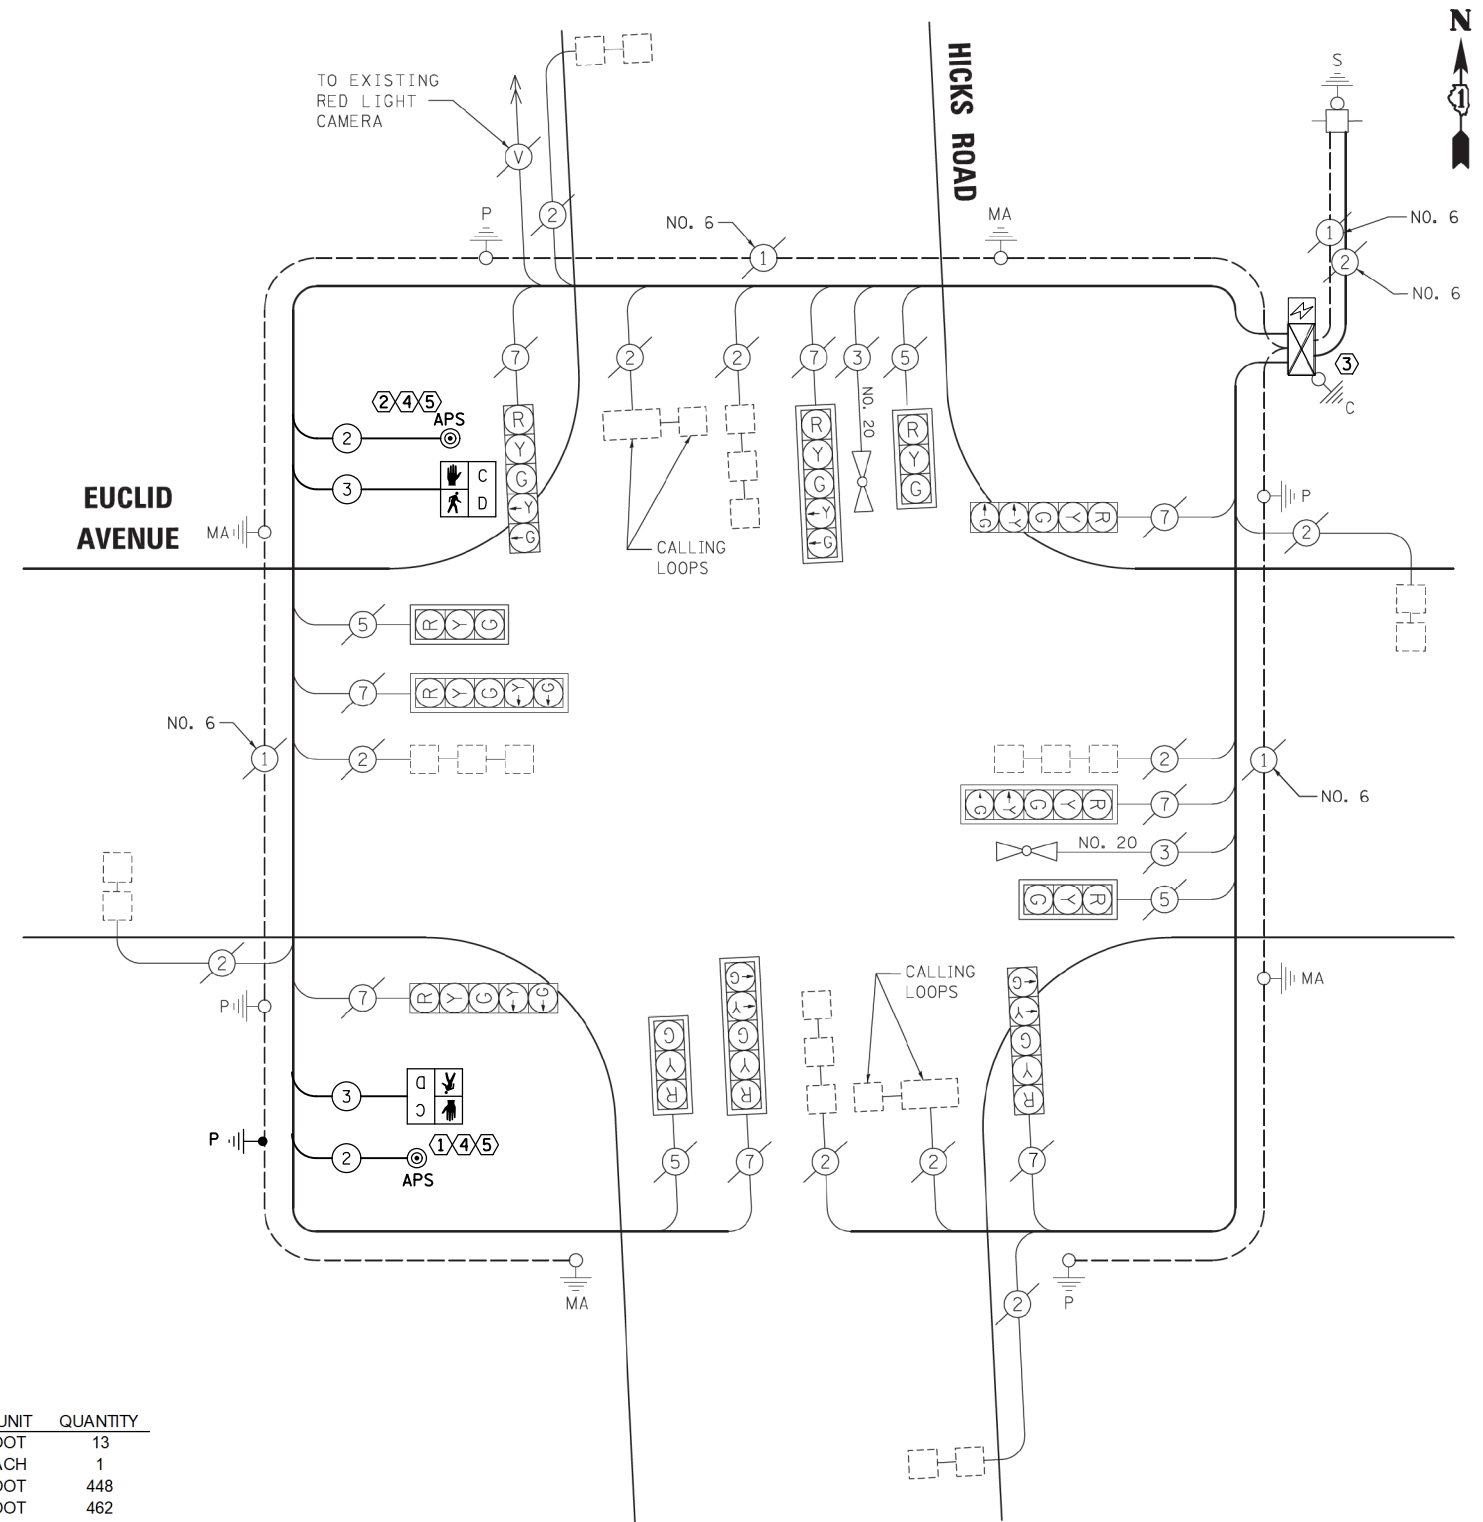 N
1
S
HICKS ROAD
TO EXISTING
RED LIGHT
CAMERA
V
2
P
NO. 6
1
MA
1
NO. 6
2
NO. 6
3
C
7
2
2
7
3
5
NO. 20
2 4 5
APS
2
3
C
D
R Y G Y G
R Y G Y G
R Y G
CALLING
LOOPS
EUCLID
AVENUE
MA
G Y G Y R
7
P
2
5
R Y G
7
R Y G Y G
NO. 6
1
2
2
1
NO. 6
G Y G Y R
7
NO. 20
3
G Y R
5
2
P
7
R Y G Y G
CALLING
LOOPS
MA
G Y R
G Y G Y R
G Y G Y R
3
D
C
P
2
1 4 5
APS
5
7
2
2
7
MA
P
2
UNIT QUANTITY
OOT 13
ACH 1
OOT 448
OOT 462